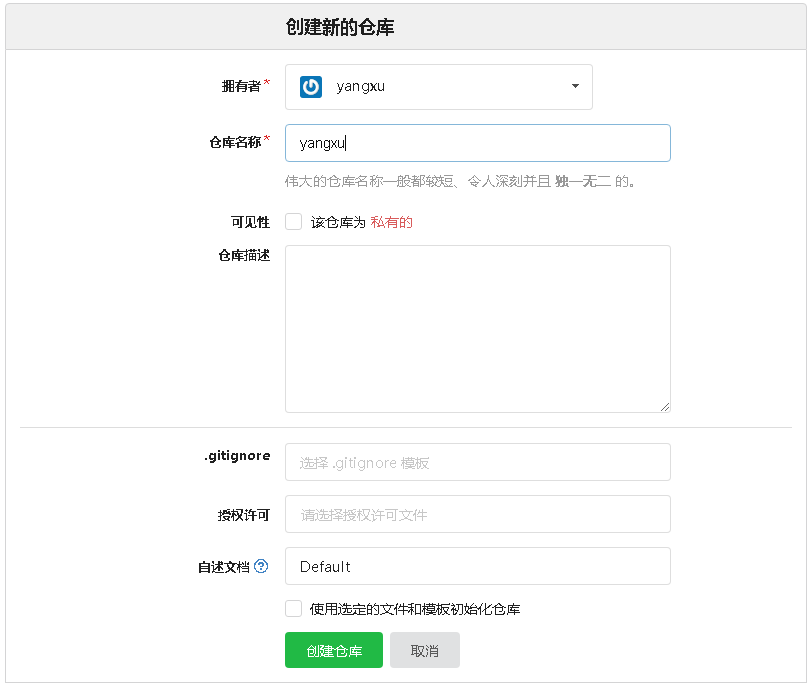 创建新的仓库
拥有者* yangxu
仓库名称* yangxu
伟大的仓库名称一般都较短、令人深刻并且 独一无二 的。
可见性 该仓库为 私有的
仓库描述
.gitignore 选择 .gitignore 模板
授权许可 请选择授权许可文件
自述文档 Default
使用选定的文件和模板初始化仓库
创建仓库 取消